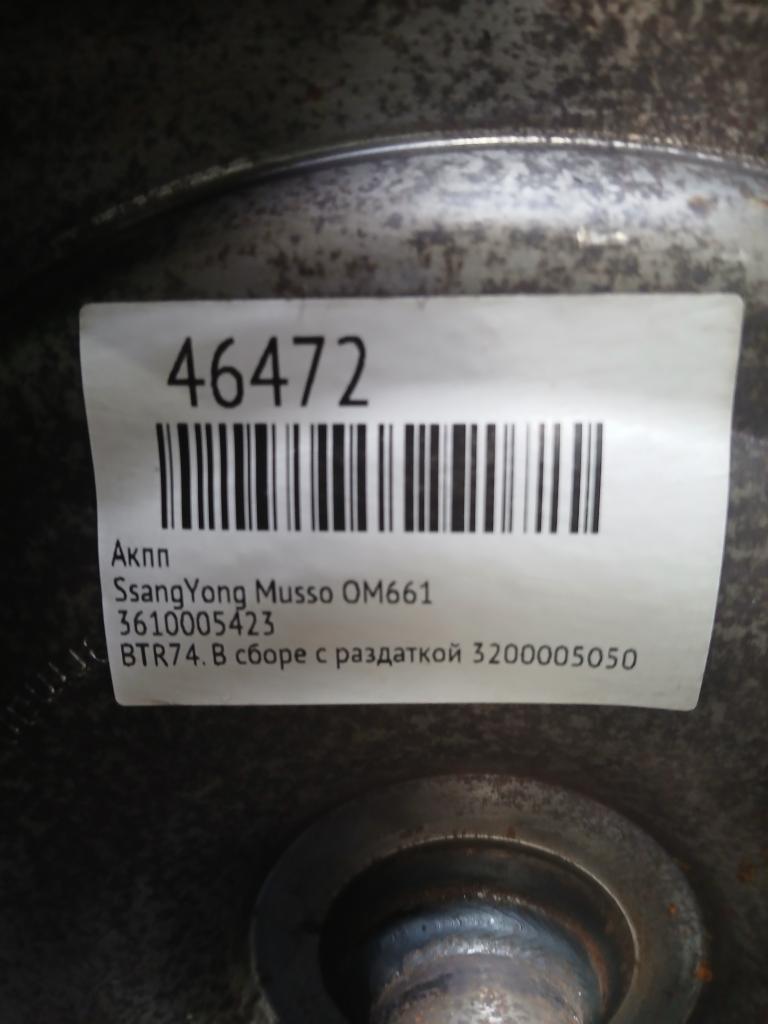 46472
Акпп
SsangYong Musso OM661
3610005423
BTR74. В сборе с раздаткой 3200005050